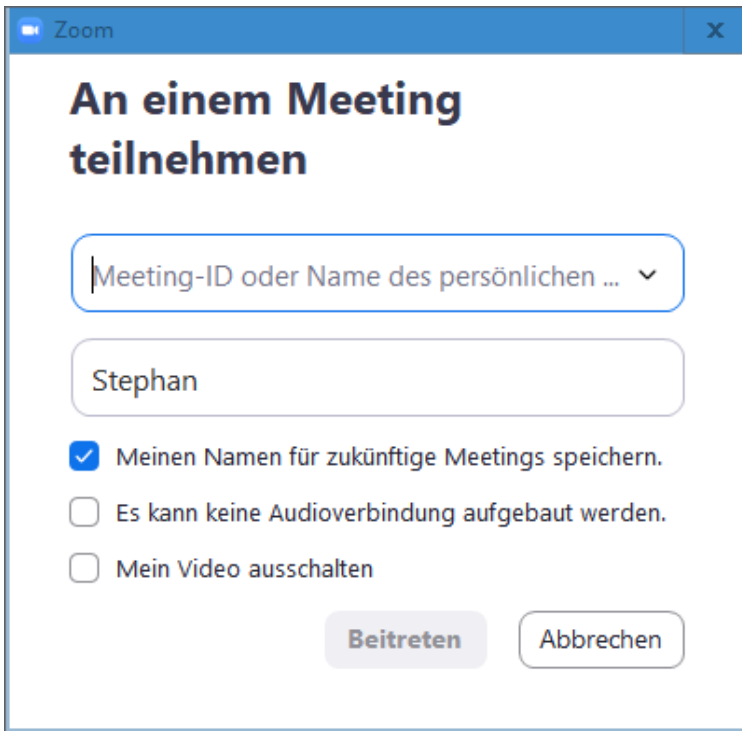 Zoom
An einem Meeting
teilnehmen
Meeting-ID oder Name des persönlichen ...
Stephan
Meinen Namen für zukünftige Meetings speichern.
Es kann keine Audioverbindung aufgebaut werden.
Mein Video ausschalten
Beitreten Abbrechen